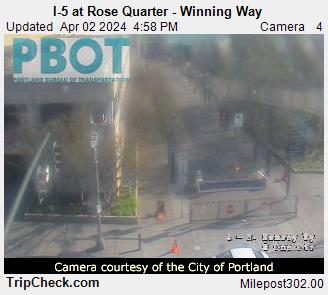 I-5 at Rose Quarter - Winning Way
Updated Apr 02 2024 4:58 PM Camera 4
PBOT
PORTLAND BUREAU OF TRANSPORTATION
Camera courtesy of the City of Portland
TripCheck.com Milepost302.00